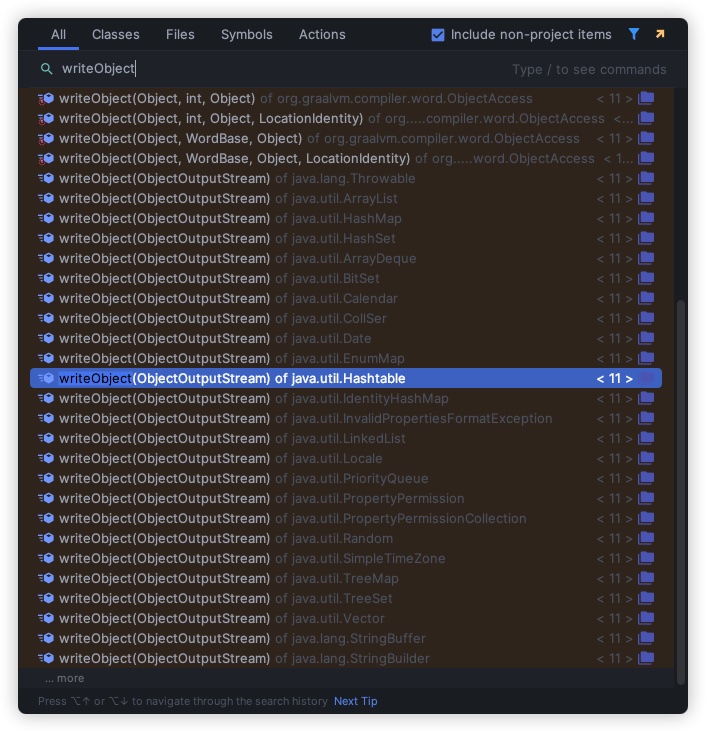 All Classes Files Symbols Actions Include non-project items
writeObject Type / to see commands
writeObject(Object, int, Object) of org.graalvm.compiler.word.ObjectAccess < 11 >
writeObject(Object, int, Object, LocationIdentity) of org.....compiler.word.ObjectAccess <...
writeObject(Object, WordBase, Object) of org.graalvm.compiler.word.ObjectAccess < 11 >
writeObject(Object, WordBase, Object, LocationIdentity) of org.....word.ObjectAccess < 1...
writeObject(ObjectOutputStream) of java.lang.Throwable < 11 >
writeObject(ObjectOutputStream) of java.util.ArrayList < 11 >
writeObject(ObjectOutputStream) of java.util.HashMap < 11 >
writeObject(ObjectOutputStream) of java.util.HashSet < 11 >
writeObject(ObjectOutputStream) of java.util.ArrayDeque < 11 >
writeObject(ObjectOutputStream) of java.util.BitSet < 11 >
writeObject(ObjectOutputStream) of java.util.Calendar < 11 >
writeObject(ObjectOutputStream) of java.util.CollSer < 11 >
writeObject(ObjectOutputStream) of java.util.Date < 11 >
writeObject(ObjectOutputStream) of java.util.EnumMap < 11 >
writeObject(ObjectOutputStream) of java.util.Hashtable < 11 >
writeObject(ObjectOutputStream) of java.util.IdentityHashMap < 11 >
writeObject(ObjectOutputStream) of java.util.InvalidPropertiesFormatException < 11 >
writeObject(ObjectOutputStream) of java.util.LinkedList < 11 >
writeObject(ObjectOutputStream) of java.util.Locale < 11 >
writeObject(ObjectOutputStream) of java.util.PriorityQueue < 11 >
writeObject(ObjectOutputStream) of java.util.PropertyPermission < 11 >
writeObject(ObjectOutputStream) of java.util.PropertyPermissionCollection < 11 >
writeObject(ObjectOutputStream) of java.util.Random < 11 >
writeObject(ObjectOutputStream) of java.util.SimpleTimeZone < 11 >
writeObject(ObjectOutputStream) of java.util.TreeMap < 11 >
writeObject(ObjectOutputStream) of java.util.TreeSet < 11 >
writeObject(ObjectOutputStream) of java.util.Vector < 11 >
writeObject(ObjectOutputStream) of java.lang.StringBuffer < 11 >
writeObject(ObjectOutputStream) of java.lang.StringBuilder < 11 >
... more
Press ⌥↑ or ⌥↓ to navigate through the search history Next Tip